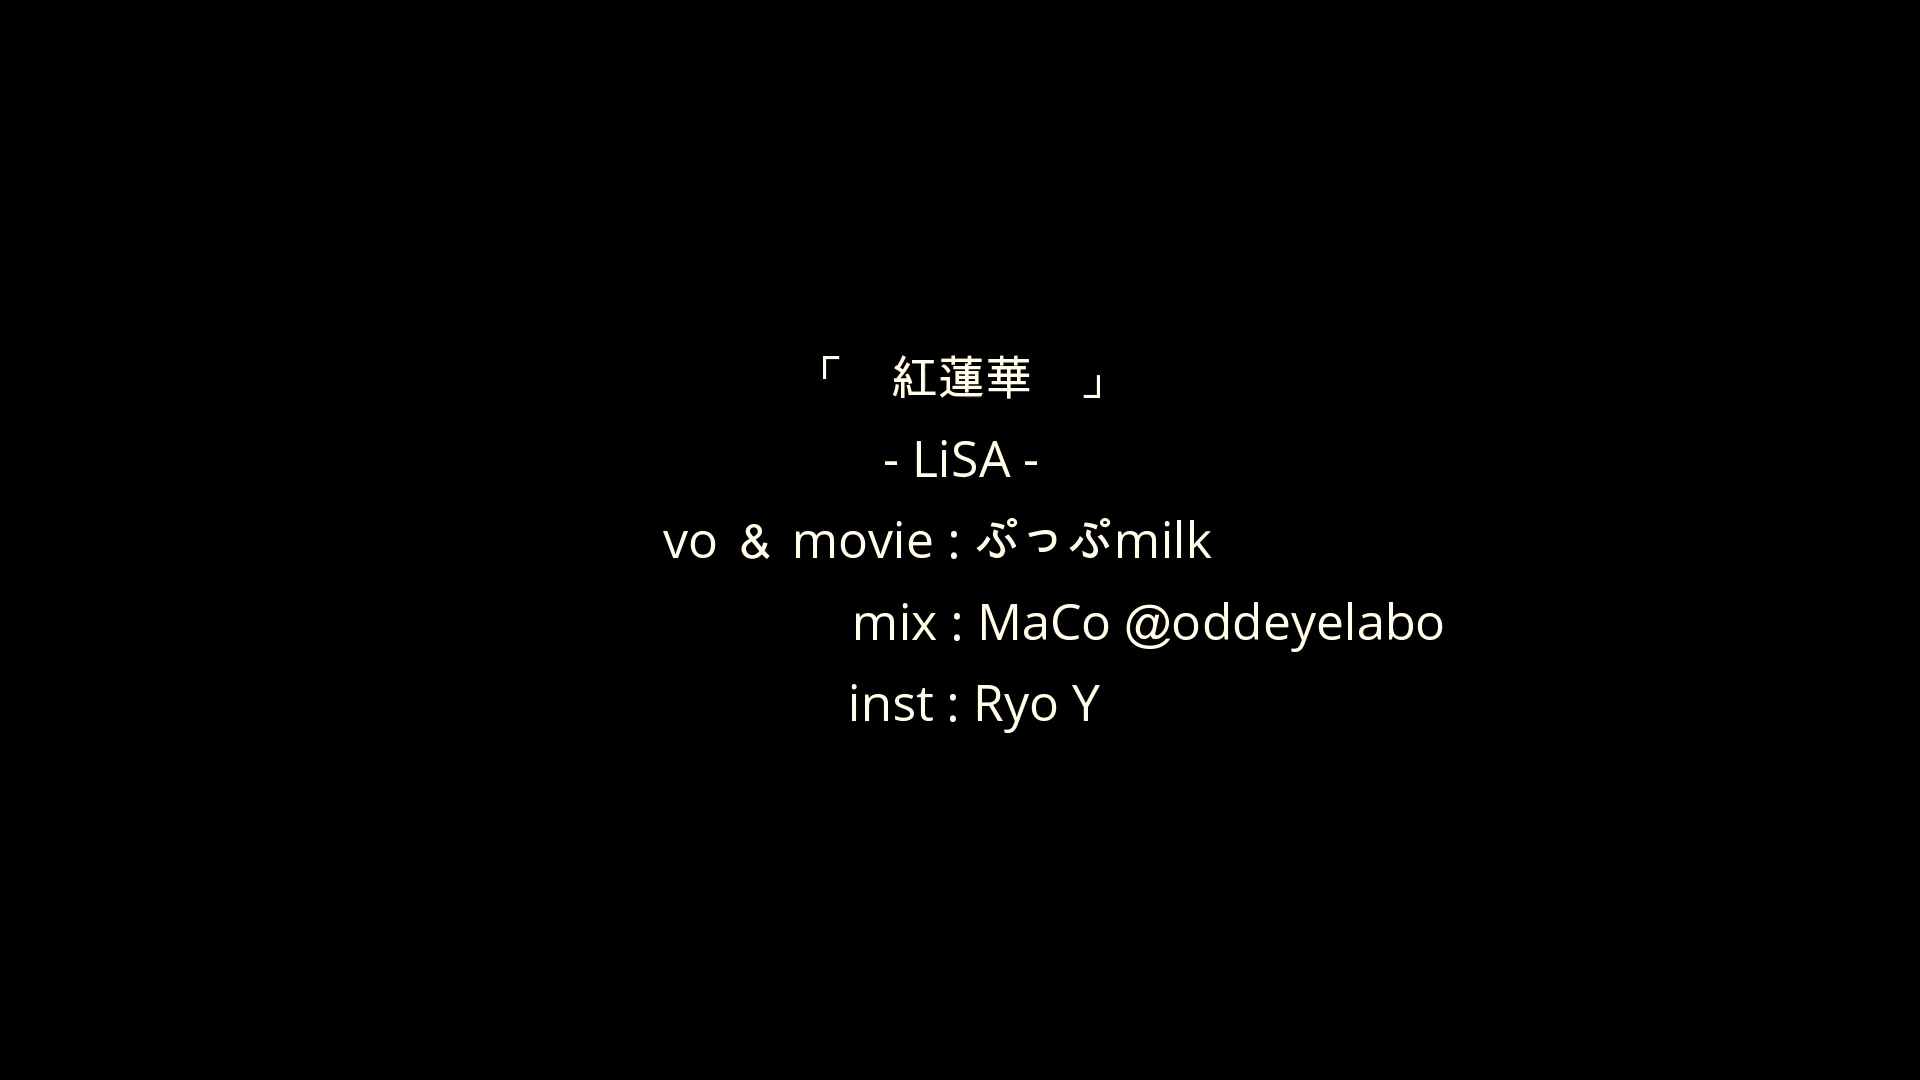 「　紅蓮華　」
- LiSA -
vo & movie : ぷっぷmilk
mix : MaCo @oddeyelabo
inst : Ryo Y